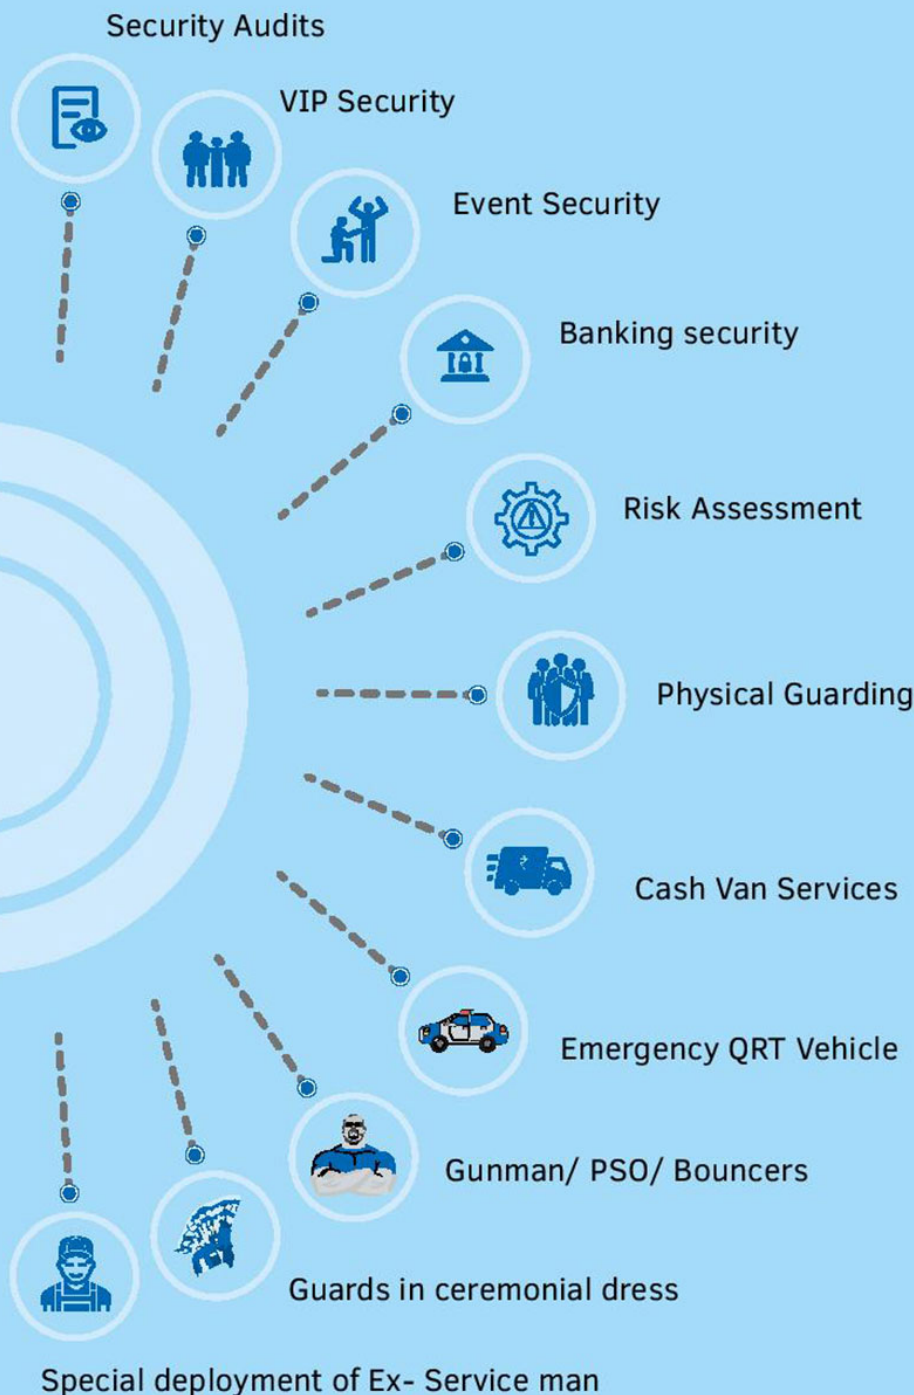 Security Audits
VIP Security
Event Security
Banking security
Risk Assessment
Physical Guarding
Cash Van Services
Emergency QRT Vehicle
Gunman/ PSO/ Bouncers
Guards in ceremonial dress
Special deployment of Ex- Service man